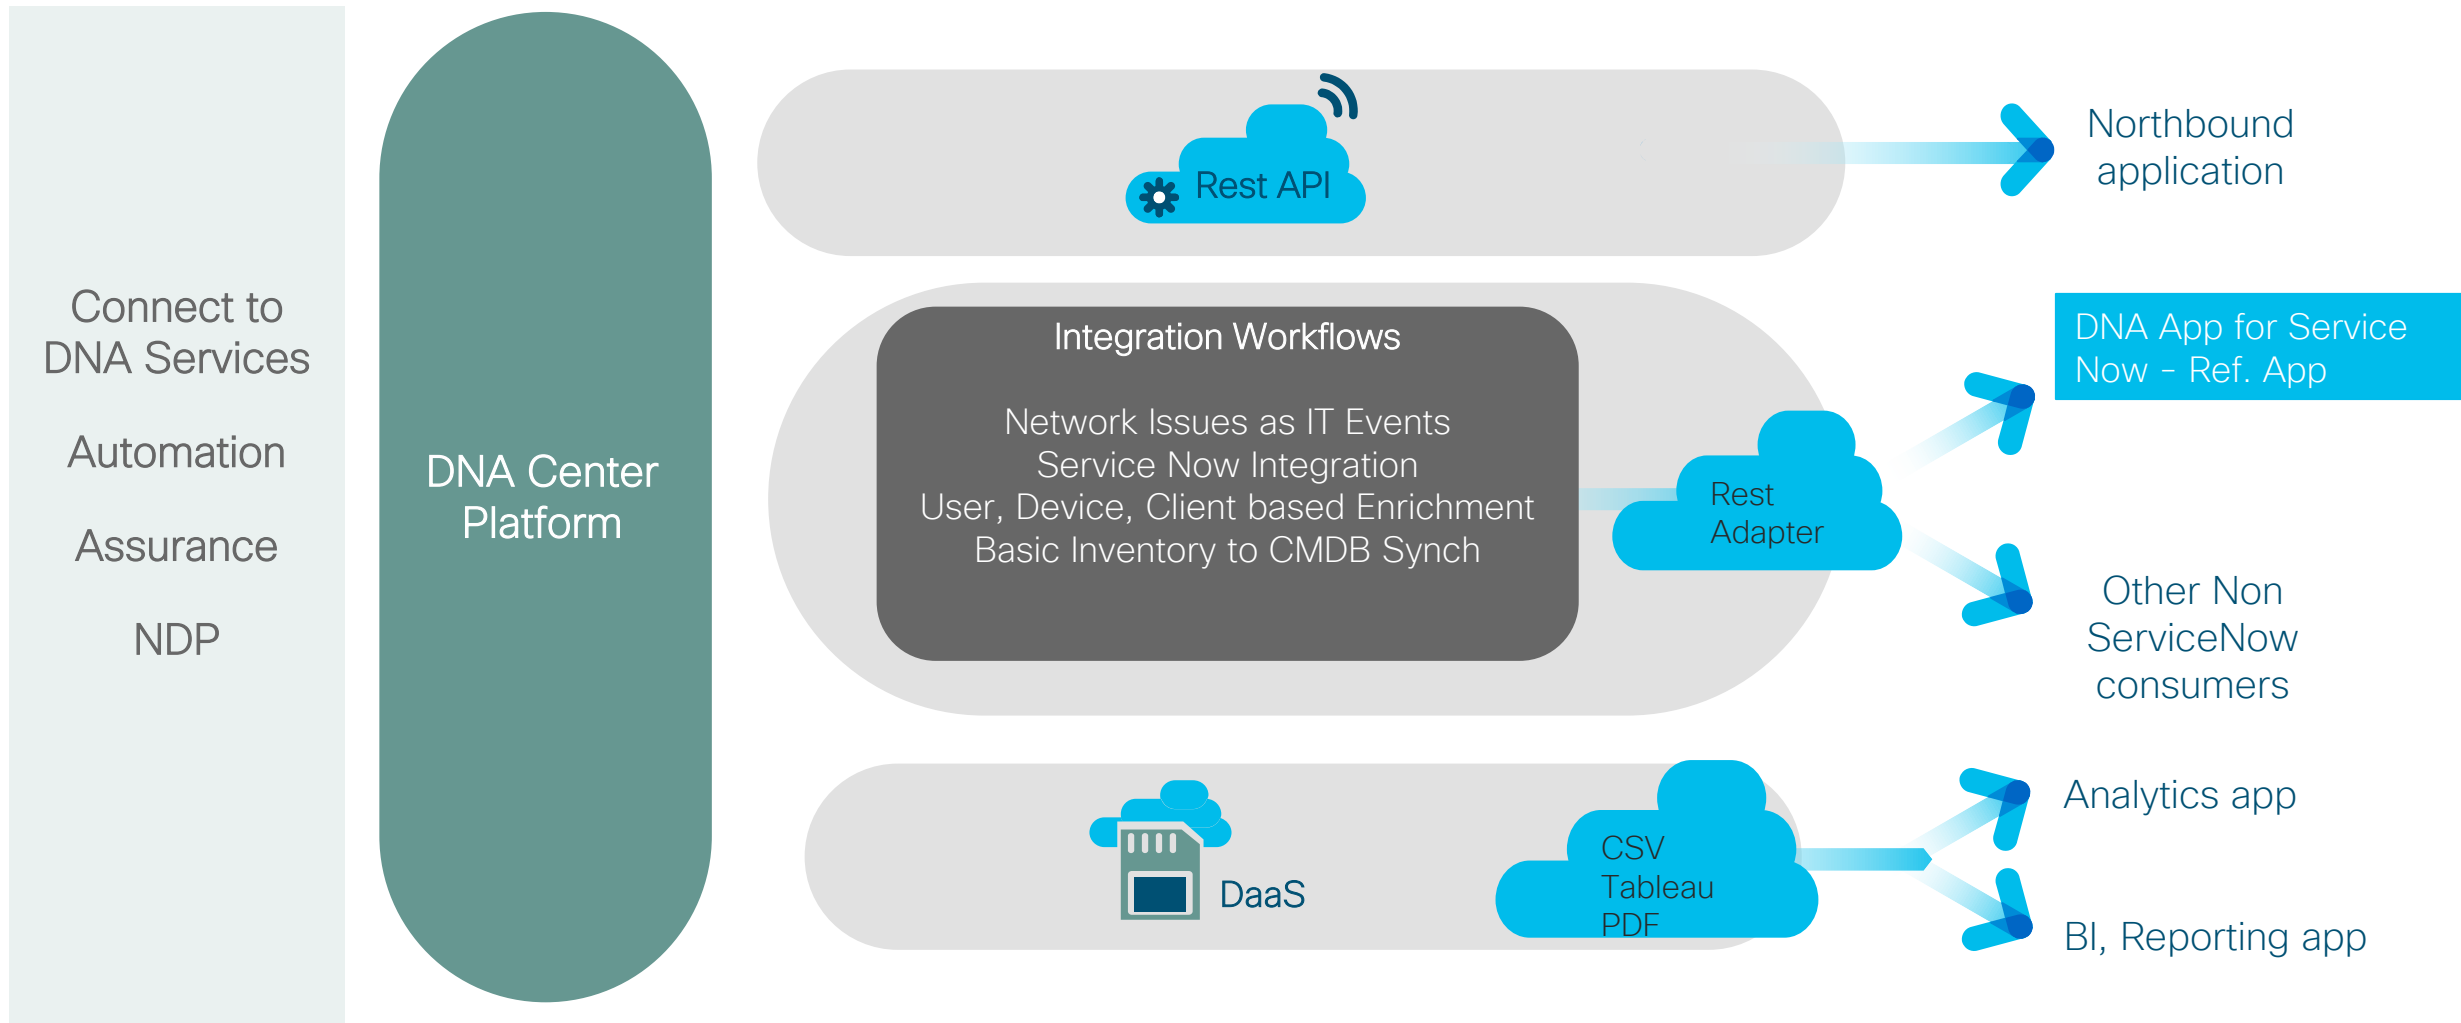 Connect to
DNA Services
Automation
Assurance
NDP
DNA Center
Platform
Rest API
Northbound
application
Integration Workflows
Network Issues as IT Events
Service Now Integration
User, Device, Client based Enrichment
Basic Inventory to CMDB Synch
Rest
Adapter
DNA App for Service
Now - Ref. App
Other Non
ServiceNow
consumers
DaaS
CSV
Tableau
PDF
Analytics app
BI, Reporting app